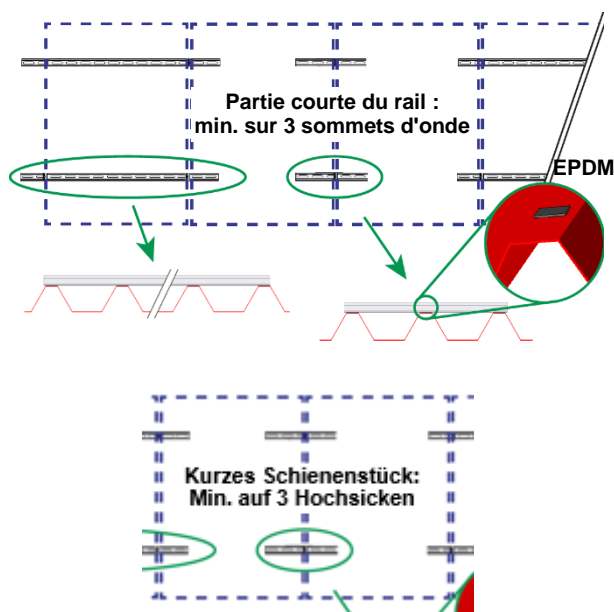 Partie courte du rail :
min. sur 3 sommets d'onde
EPDM
Kurzes Schienenstück:
Min. auf 3 Hochsicken